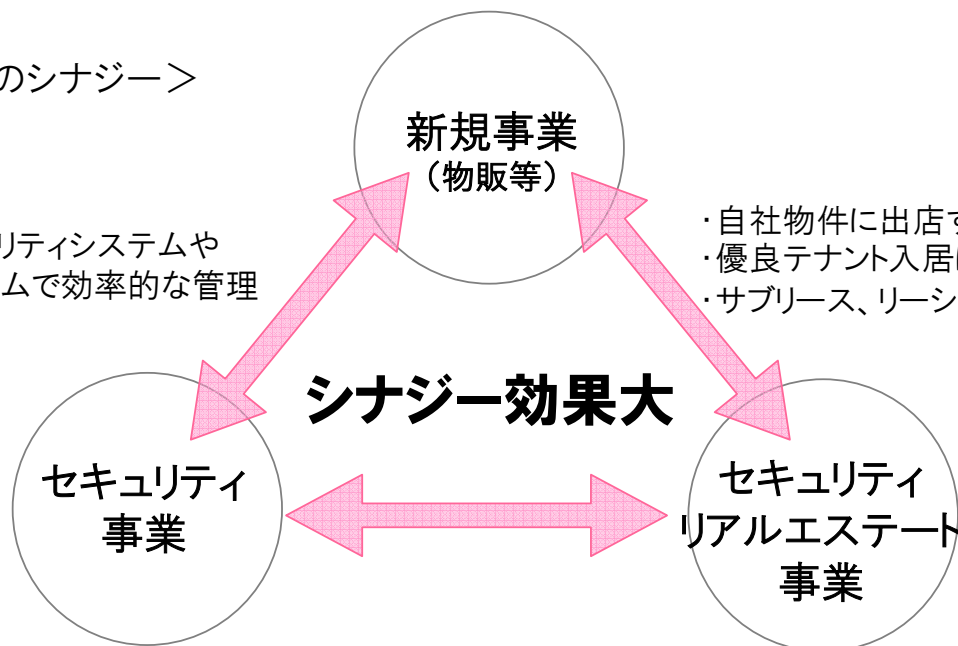 のシナジー＞
新規事業
（物販等）
リティシステムや
ムで効率的な管理
・自社物件に出店す
・優良テナント入居
・サブリース、リーシ
シナジー効果大
セキュリティ
事業
セキュリティ
リアルエステート
事業